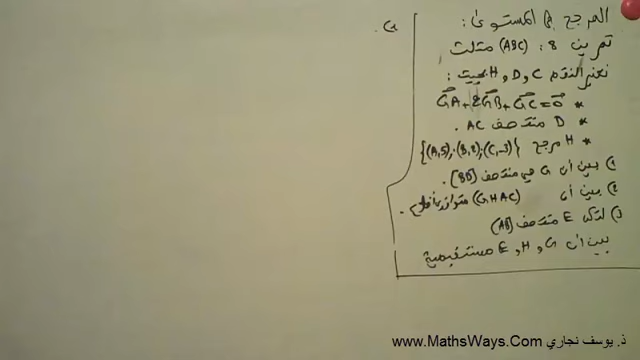 المرجح في المستوى :
تمرين 8 : (ABC) مثلث
نعتبر النقط G و D و H بحيث :
* GA + 2GB + GC = 0
* D منتصف AC .
* H مرجح {(A,5);(B,2);(C,-3)}
1) بين أن G هي منتصف [BD] .
2) بين أن (GHAC) متوازي أضلاع .
3) لتكن E منتصف [AB]
بين أن G و H و E مستقيمية
ذ. يوسف نجاري www.MathsWays.Com